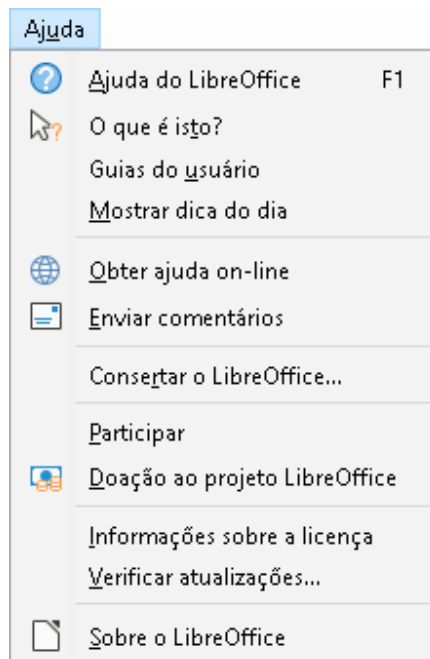 Ajuda
Ajuda do LibreOffice F1
O que é isto?
Guias do usuário
Mostrar dica do dia
Obter ajuda on-line
Enviar comentários
Consertar o LibreOffice...
Participar
Doação ao projeto LibreOffice
Informações sobre a licença
Verificar atualizações...
Sobre o LibreOffice